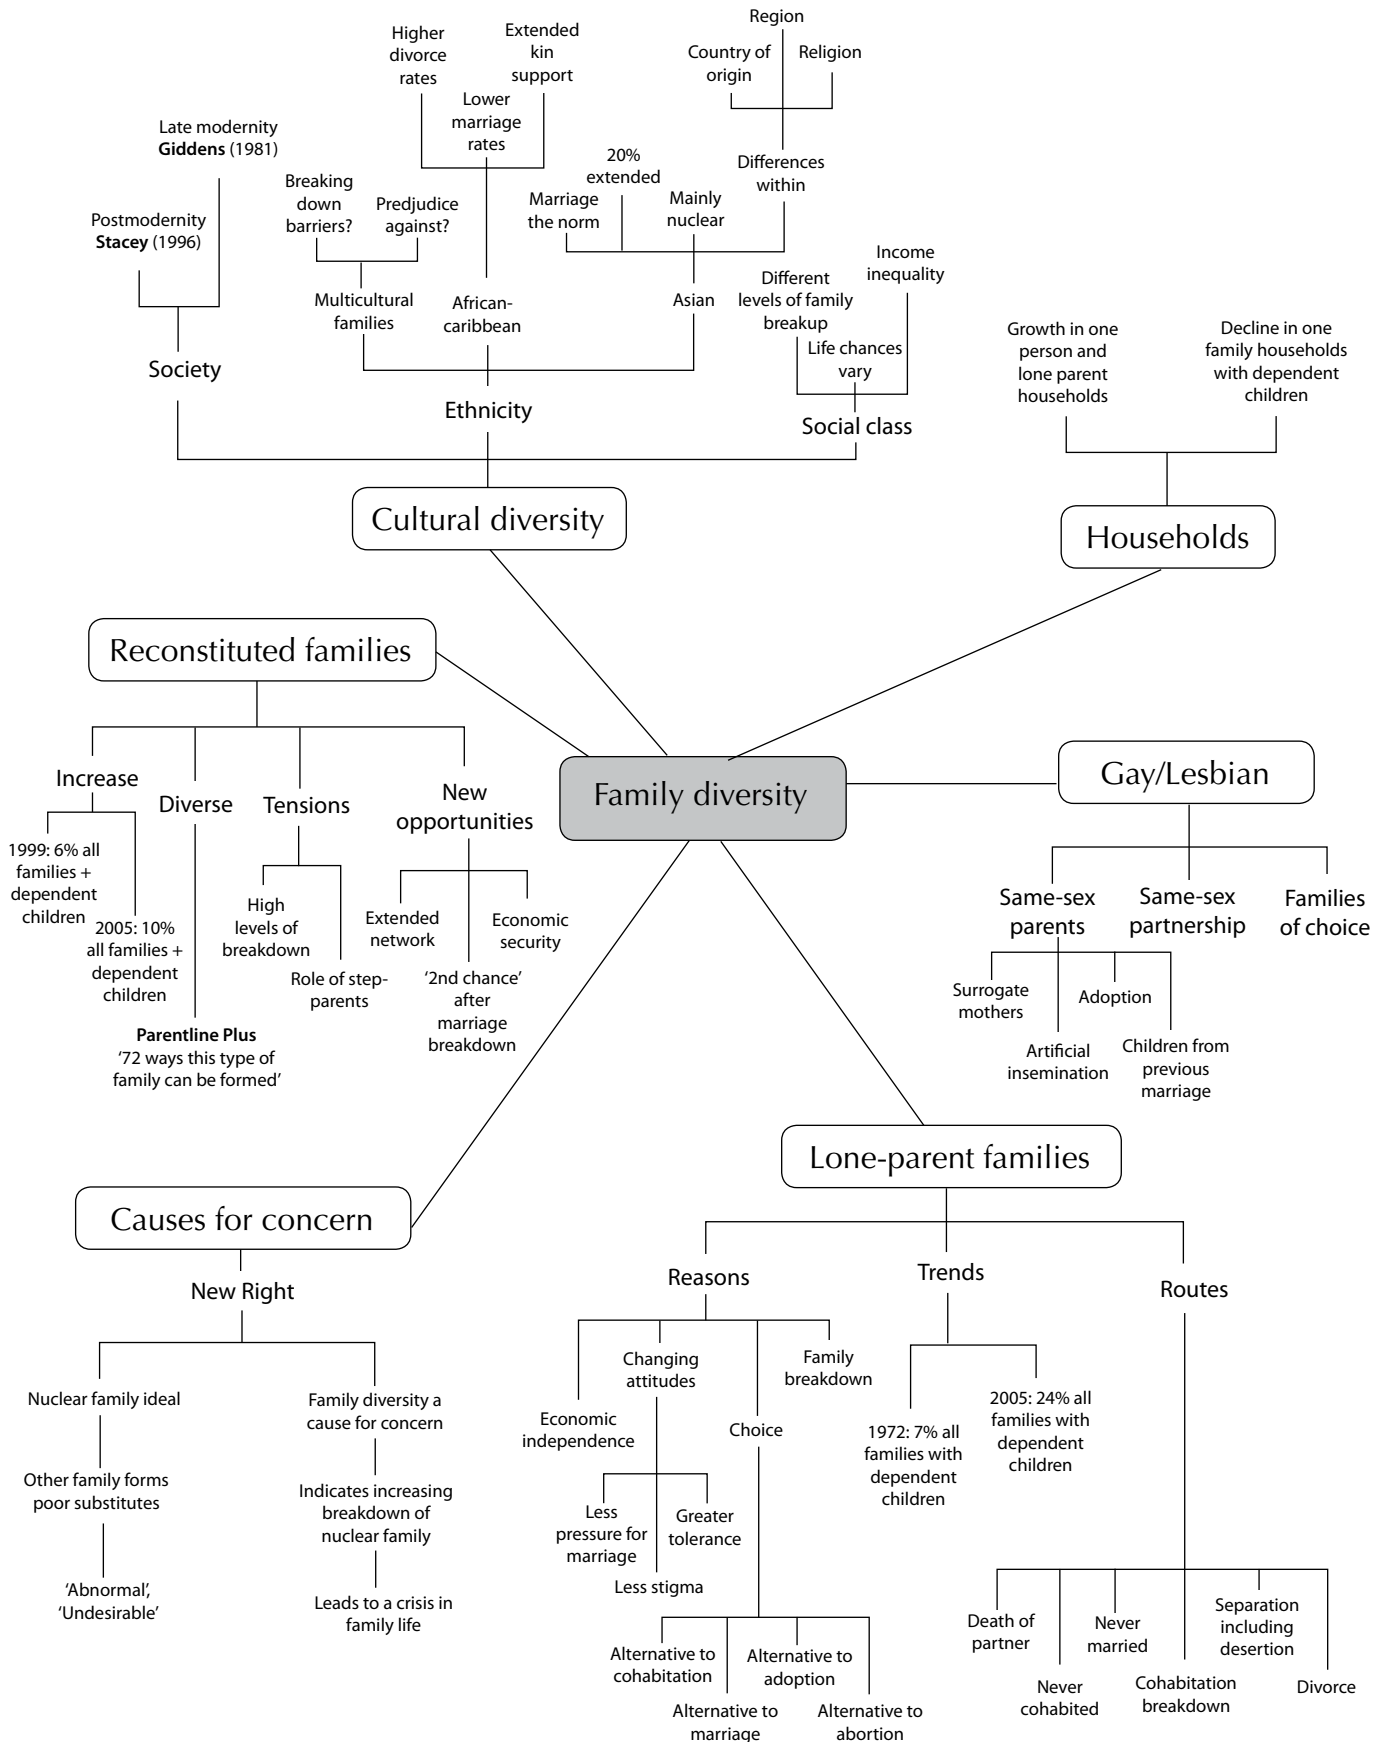 Region
Country of
origin
Religion
Higher
divorce
rates
Extended
kin
support
Lower
marriage
rates
Late modernity
Giddens (1981)
Postmodernity
Stacey (1996)
Breaking
down
barriers?
Predjudice
against?
20%
extended
Marriage
the norm
Mainly
nuclear
Differences
within
Multicultural
families
African-
caribbean
Asian
Different
levels of family
breakup
Income
inequality
Life chances
vary
Society
Ethnicity
Social class
Growth in one
person and
lone parent
households
Decline in one
family households
with dependent
children
Cultural diversity
Households
Reconstituted families
Family diversity
Gay/Lesbian
Increase
Diverse
Tensions
New
opportunities
1999: 6% all
families +
dependent
children
2005: 10%
all families +
dependent
children
High
levels of
breakdown
Role of step-
parents
Extended
network
Economic
security
‘2nd chance’
after
marriage
breakdown
Parentline Plus
‘72 ways this type of
family can be formed’
Same-sex
parents
Same-sex
partnership
Families
of choice
Surrogate
mothers
Adoption
Artificial
insemination
Children from
previous
marriage
Lone-parent families
Causes for concern
New Right
Nuclear family ideal
Other family forms
poor substitutes
‘Abnormal’,
‘Undesirable’
Family diversity a
cause for concern
Indicates increasing
breakdown of
nuclear family
Leads to a crisis in
family life
Reasons
Trends
Routes
Economic
independence
Changing
attitudes
Choice
Family
breakdown
Less
pressure for
marriage
Greater
tolerance
Less stigma
Alternative to
cohabitation
Alternative to
marriage
Alternative to
adoption
Alternative to
abortion
1972: 7% all
families with
dependent
children
2005: 24% all
families with
dependent
children
Death of
partner
Never
cohabited
Never
married
Cohabitation
breakdown
Separation
including
desertion
Divorce